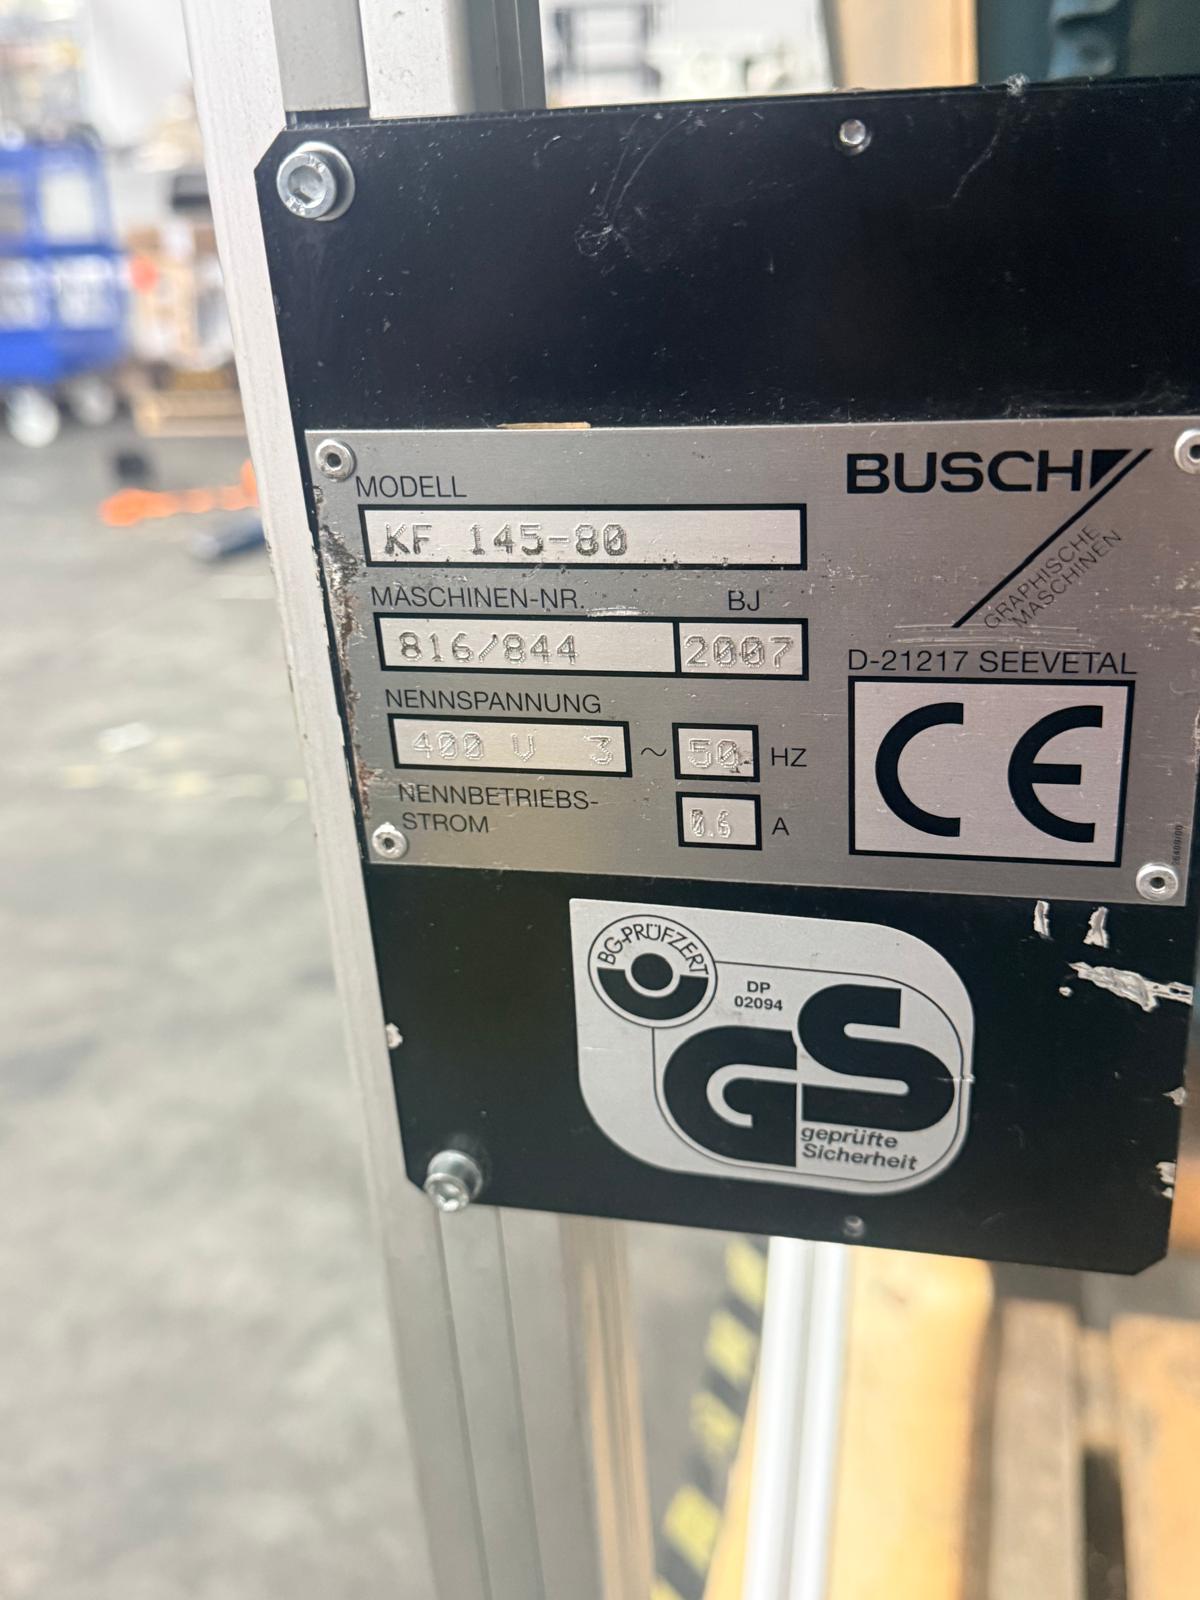 BUSCH
GRAPHISCHE
MASCHINEN
D-21217 SEEVETAL
MODELL
KF 145-80
MASCHINEN-NR. BJ
816/844 2007
NENNSPANNUNG
400 V 3 ~ 50 HZ
NENNBETRIEBS-
STROM 0.6 A
CE
BG-PRÜFZERT
DP
02094
GS
geprüfte
Sicherheit